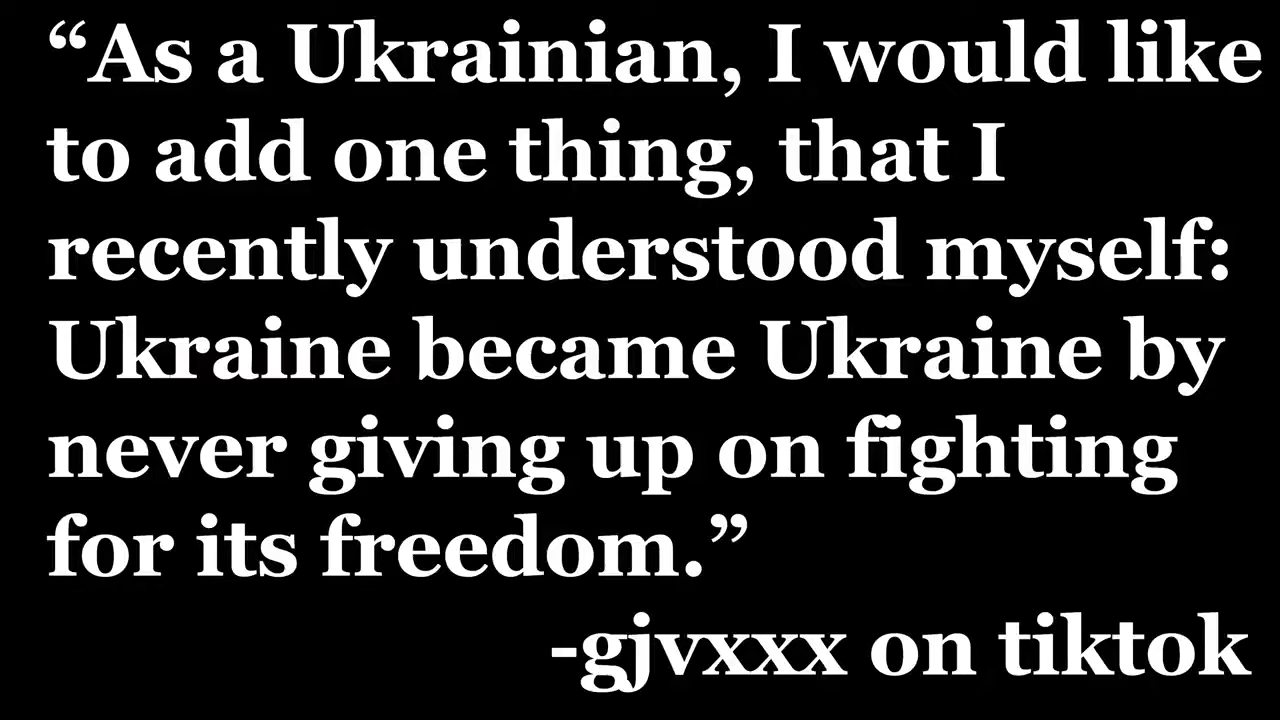 “As a Ukrainian, I would like
to add one thing, that I
recently understood myself:
Ukraine became Ukraine by
never giving up on fighting
for its freedom.”
-gjvxxx on tiktok